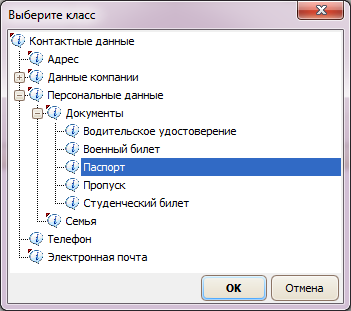 Выберите класс
Контактные данные
Адрес
Данные компании
Персональные данные
Документы
Водительское удостоверение
Военный билет
Паспорт
Пропуск
Студенческий билет
Семья
Телефон
Электронная почта
ОК
Отмена